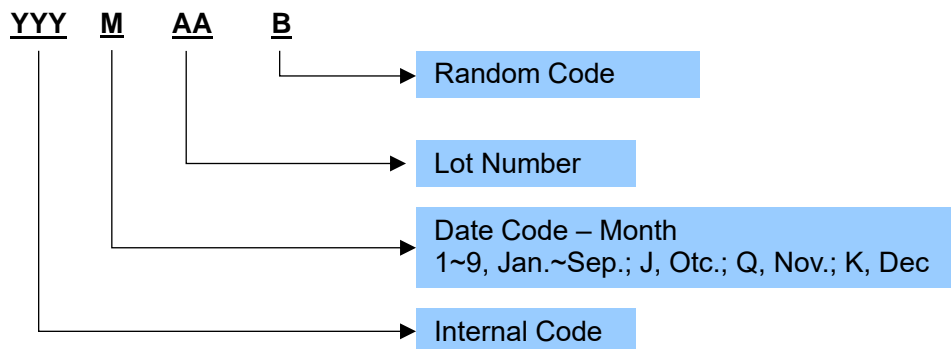 YYY M AA B
Random Code
Lot Number
Date Code – Month
1~9, Jan.~Sep.; J, Otc.; Q, Nov.; K, Dec
Internal Code